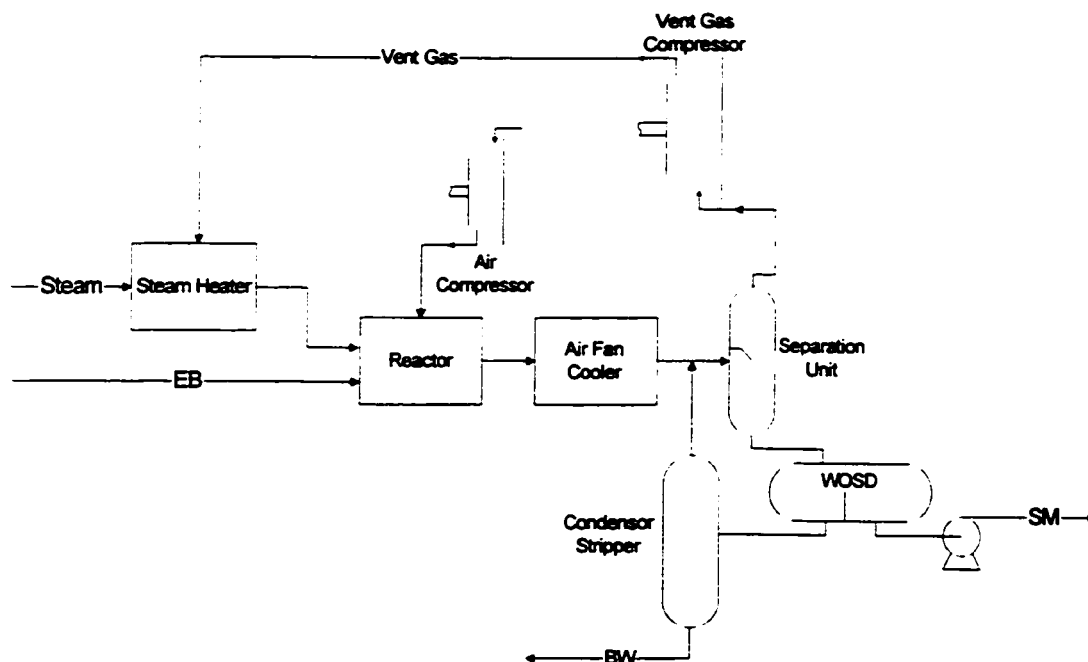 Vent Gas
Compressor
Vent Gas
Air
Compressor
Steam
Steam Heater
Reactor
Air Fan
Cooler
Separation
Unit
EB
WOSD
Condensor
Stripper
SM
BW